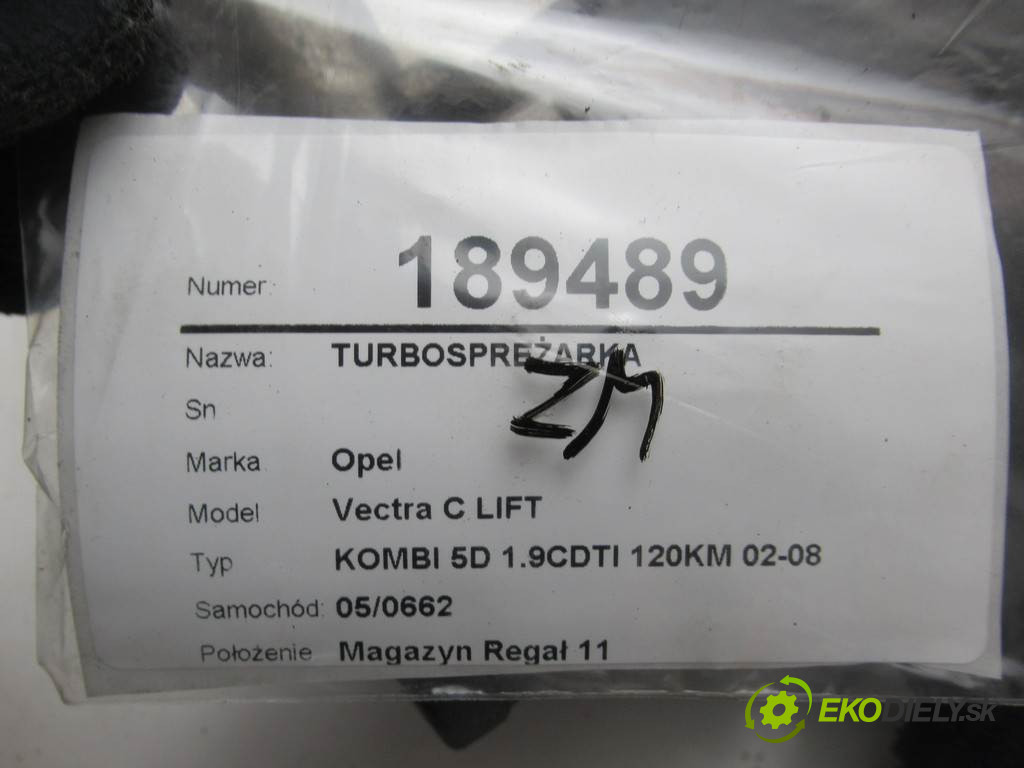 Numer: 189489
Nazwa: TURBOSPREŻARKA
ZM
Sn
Marka Opel
Model Vectra C LIFT
Typ KOMBI 5D 1.9CDTI 120KM 02-08
Samochód: 05/0662
Położenie Magazyn Regał 11
EKODIELY.SK